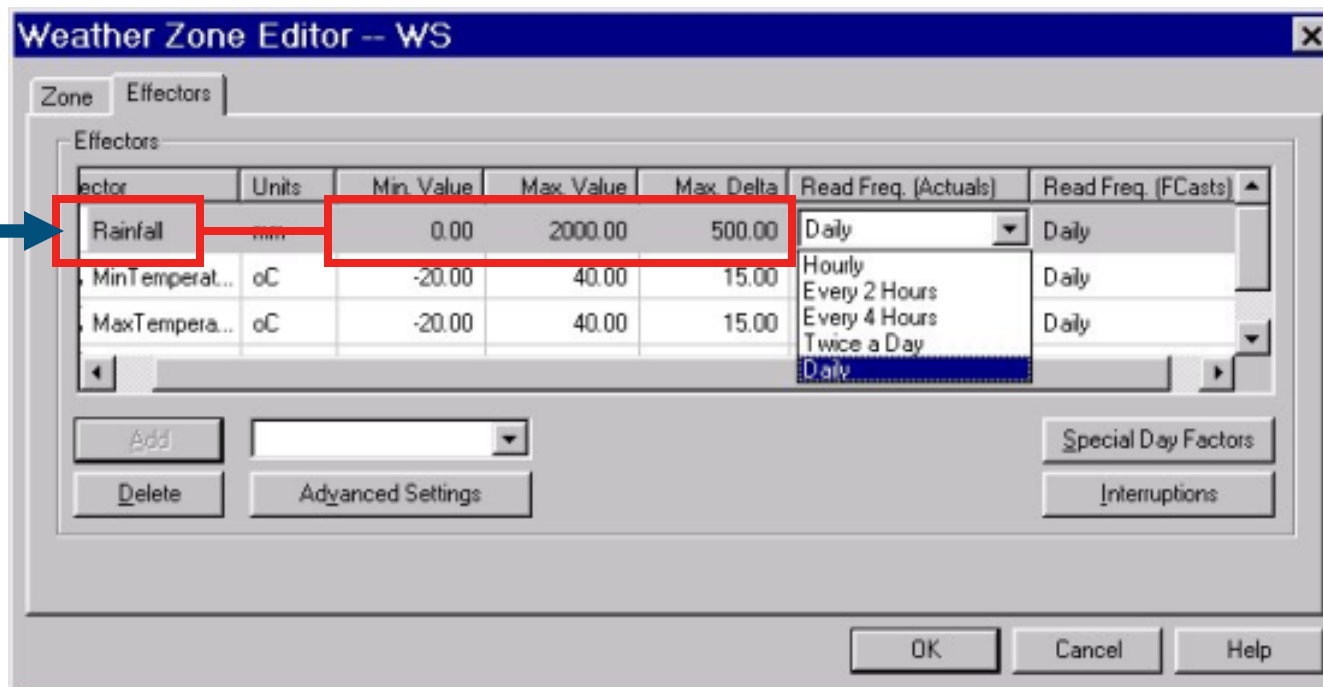 Weather Zone Editor -- WS
Zone Effectors
Effectors
ector Units Min. Value Max. Value Max. Delta Read Freq. (Actuals) Read Freq. (FCasts)
Rainfall mm 0.00 2000.00 500.00 Daily Daily
MinTemperat... oC -20.00 40.00 15.00 Daily
MaxTempera... oC -20.00 40.00 15.00 Daily
Hourly
Every 2 Hours
Every 4 Hours
Twice a Day
Daily
Add Special Day Factors
Delete Advanced Settings Interruptions
OK Cancel Help